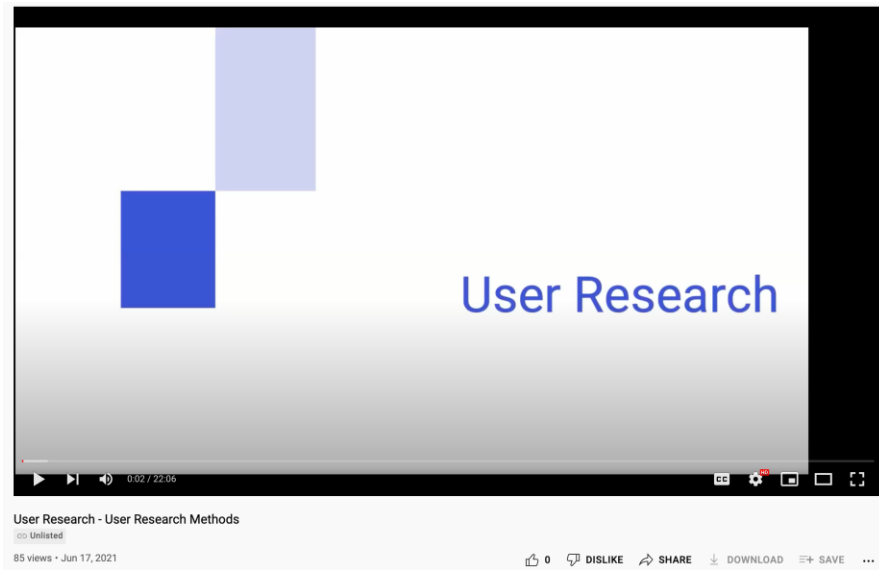 User Research
CC
HD
0:02 / 22:06
User Research - User Research Methods
Unlisted
85 views • Jun 17, 2021
0 DISLIKE SHARE DOWNLOAD SAVE